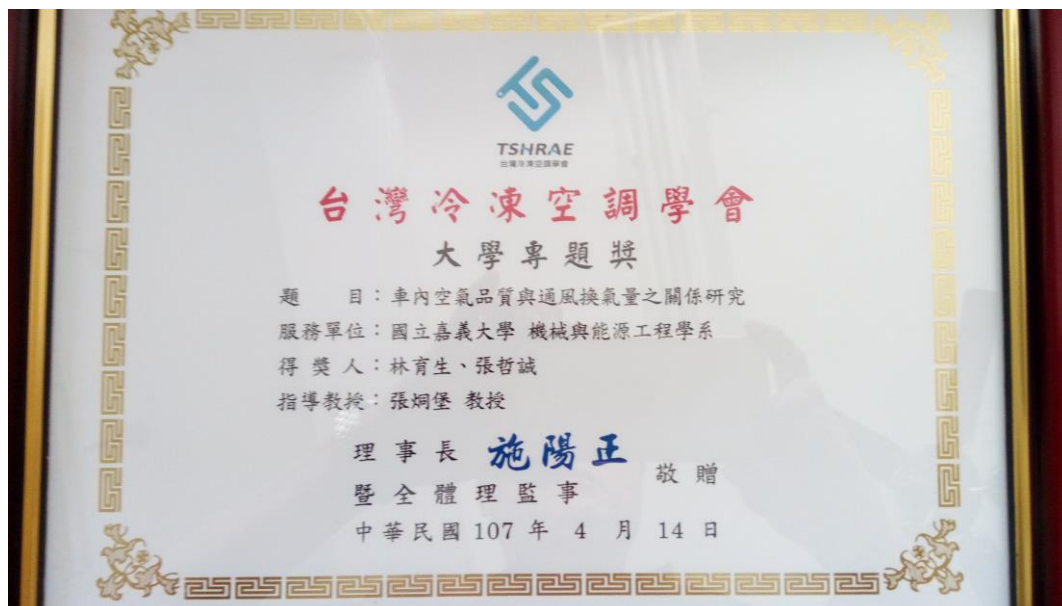 TSHRAE
台灣冷凍空調學會
台灣冷凍空調學會
大學專題獎
題 目：車內空氣品質與通風換氣量之關係研究
服務單位：國立嘉義大學 機械與能源工程學系
得獎人：林育生、張哲誠
指導教授：張炯堡 教授
理事長 施陽正
暨全體理監事 敬贈
中華民國 107 年 4 月 14 日